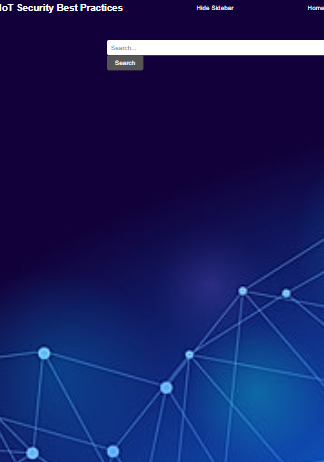 IoT Security Best Practices
Hide Sidebar
Home
Search...
Search